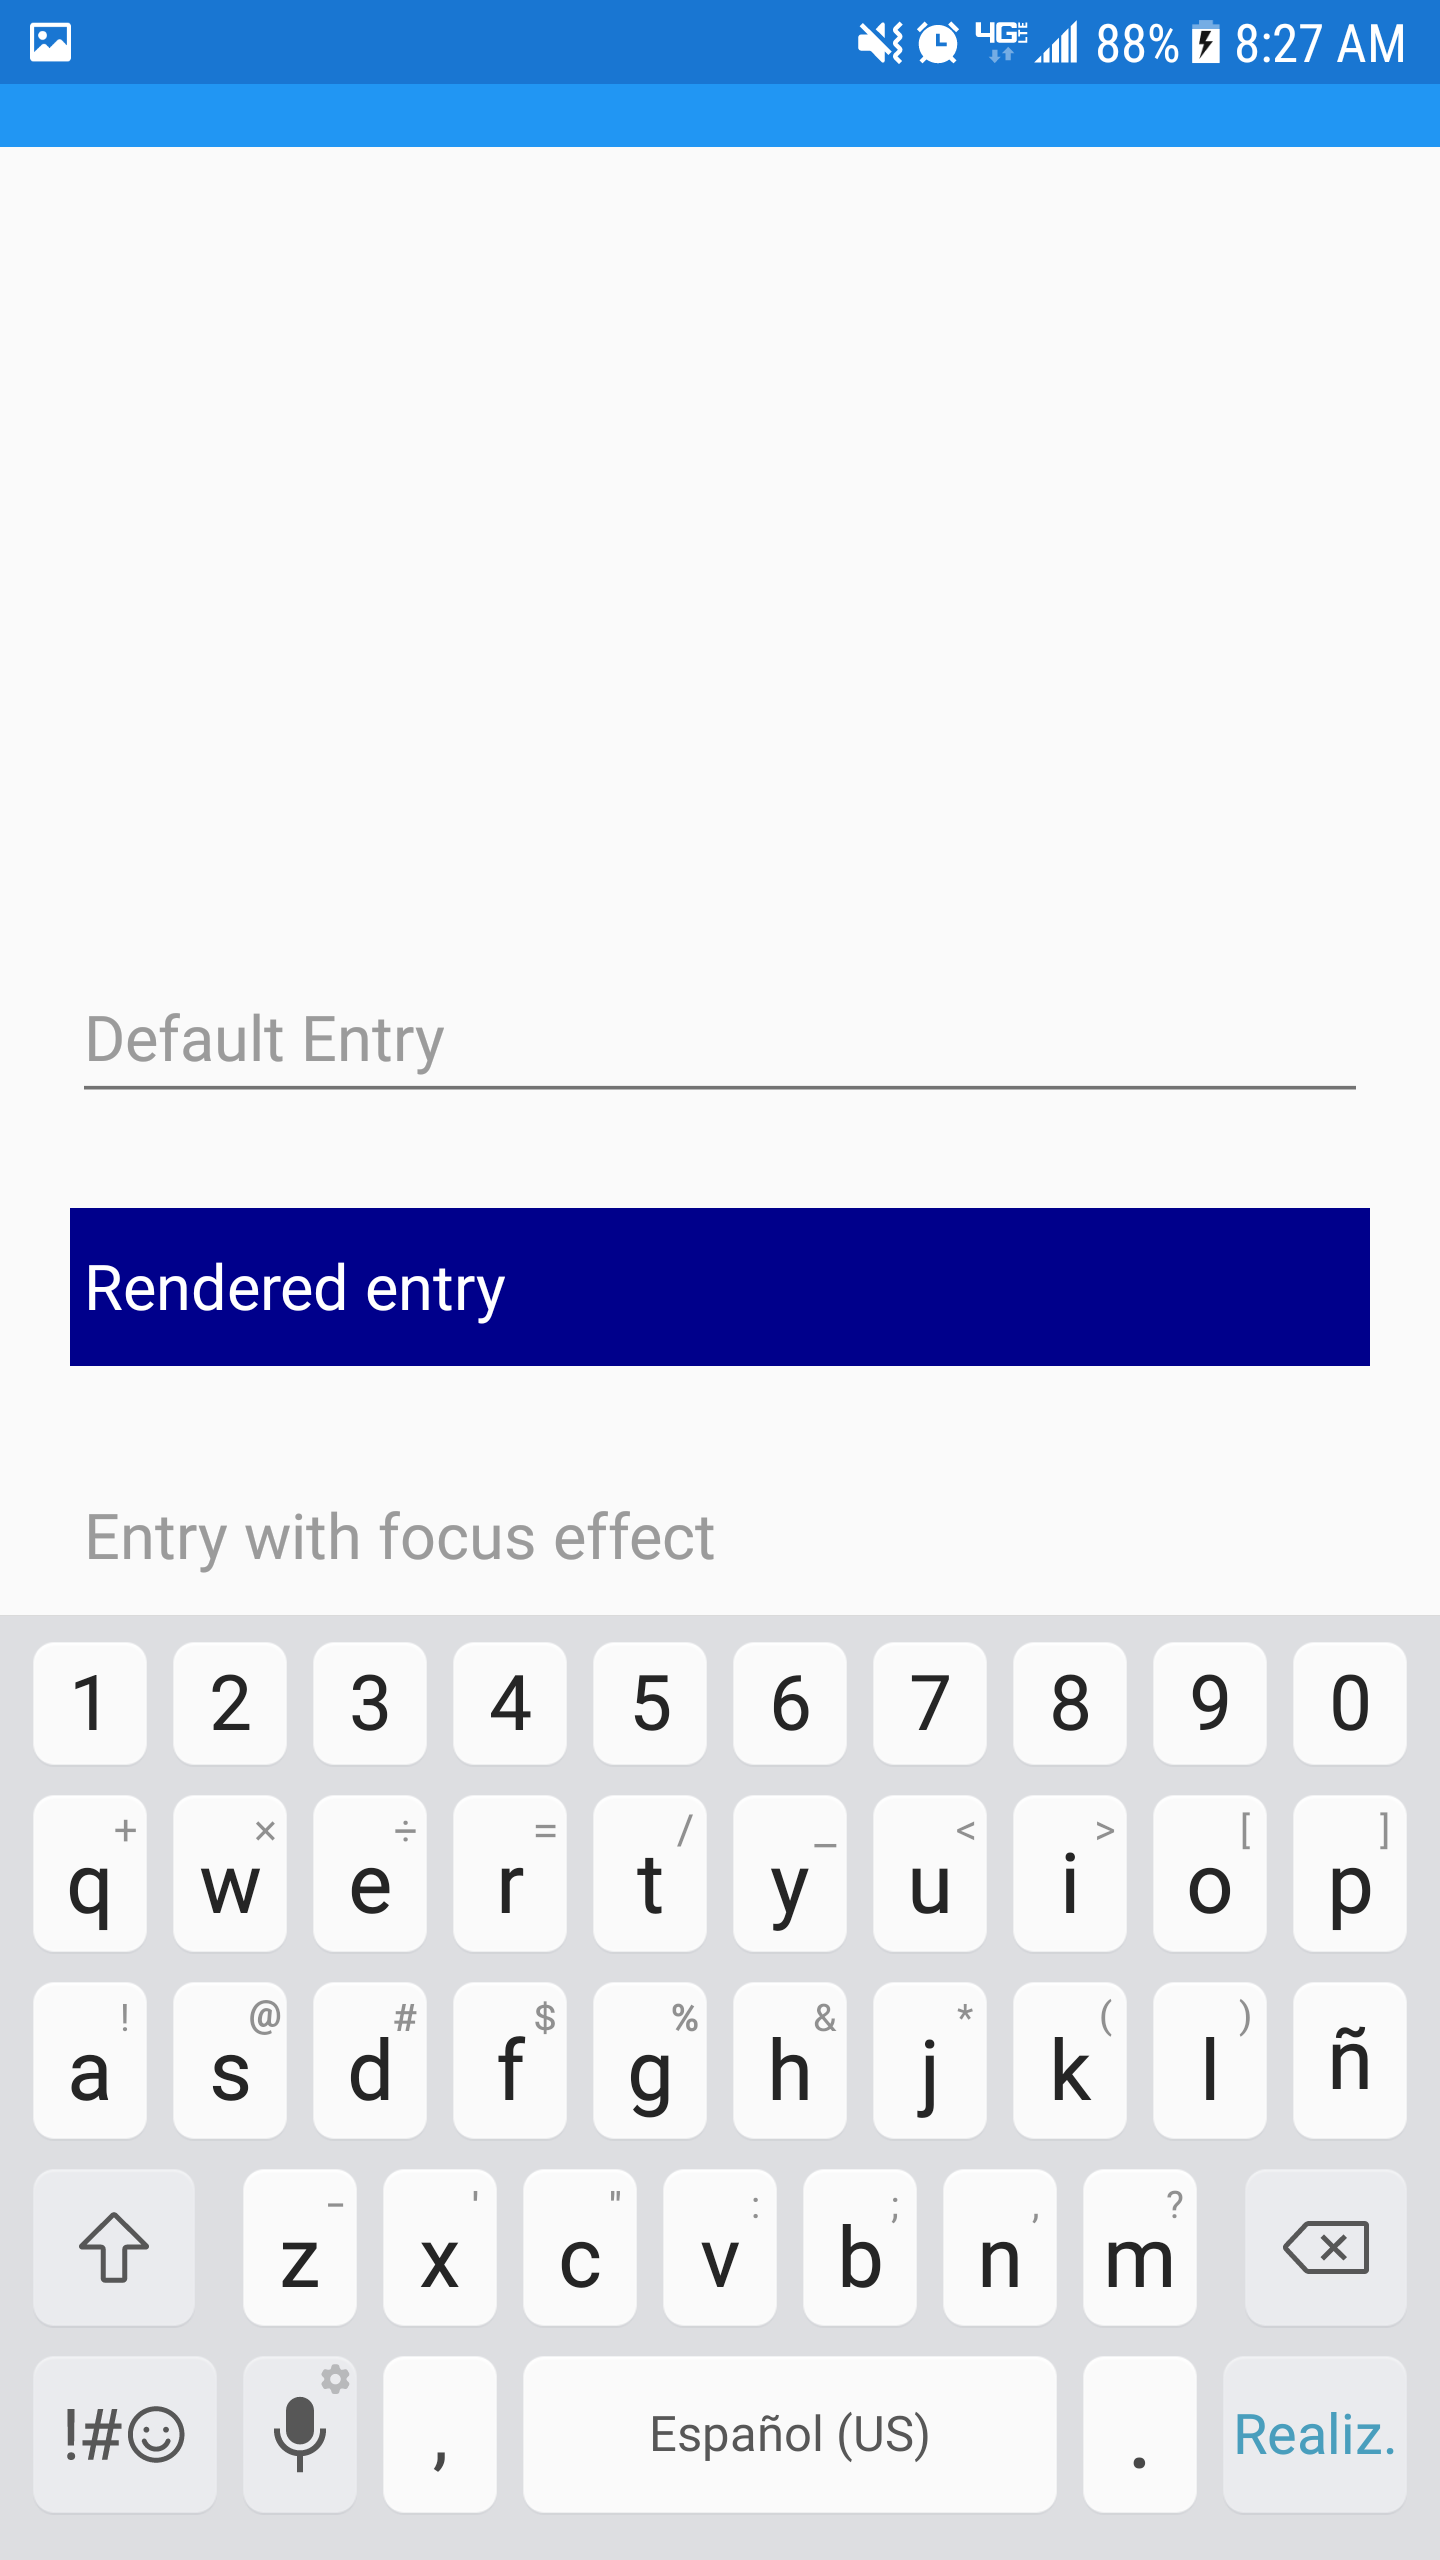 4G LTE 88% 8:27 AM
Default Entry
Rendered entry
Entry with focus effect
1 2 3 4 5 6 7 8 9 0
+ × ÷ = / _ < > [ ]
q w e r t y u i o p
! @ # $ % & * ( )
a s d f g h j k l ñ
- ' " : ; , ?
z x c v b n m
!#☺ , Español (US) . Realiz.